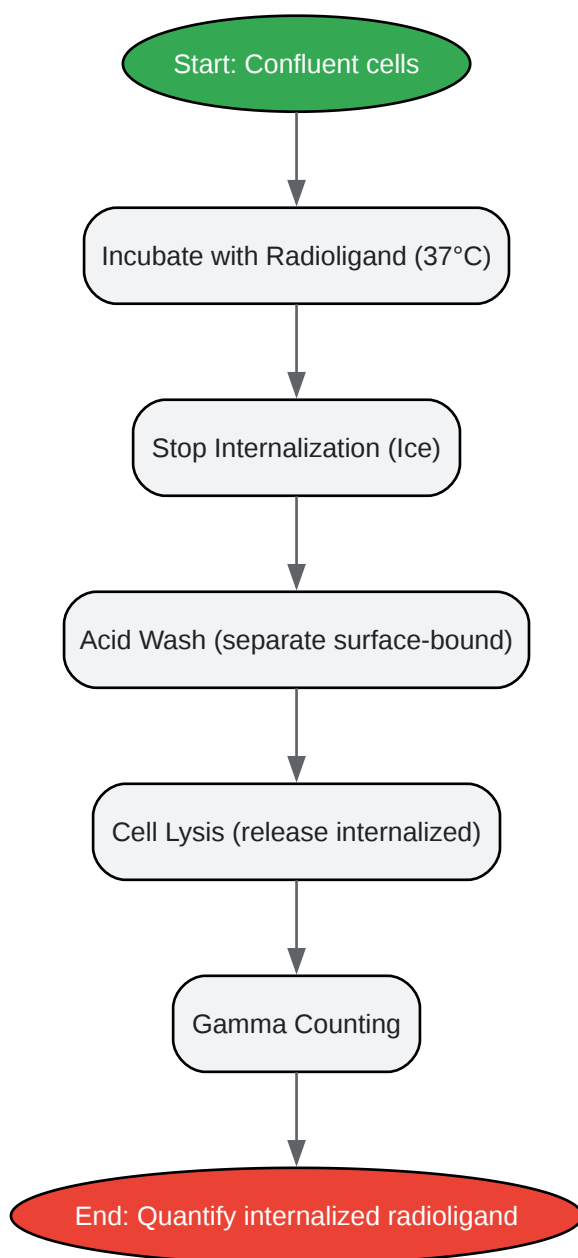 Start: Confluent cells
Incubate with Radioligand (37°C)
Stop Internalization (Ice)
Acid Wash (separate surface-bound)
Cell Lysis (release internalized)
Gamma Counting
End: Quantify internalized radioligand